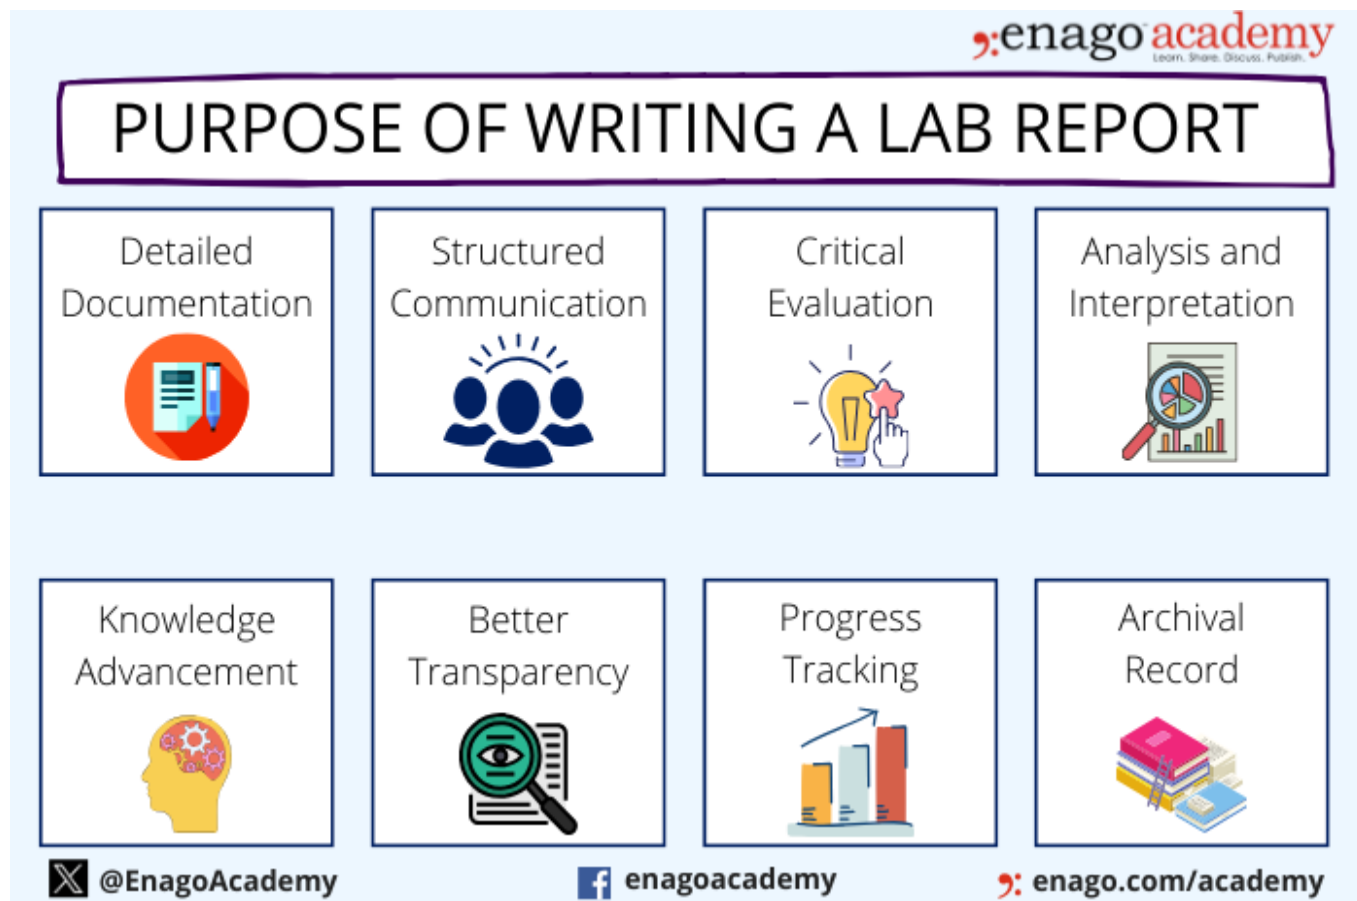 enago academy
Learn. Share. Discuss. Publish.
PURPOSE OF WRITING A LAB REPORT
Detailed
Documentation
Structured
Communication
Critical
Evaluation
Analysis and
Interpretation
Knowledge
Advancement
Better
Transparency
Progress
Tracking
Archival
Record
@EnagoAcademy
enagoacademy
enago.com/academy